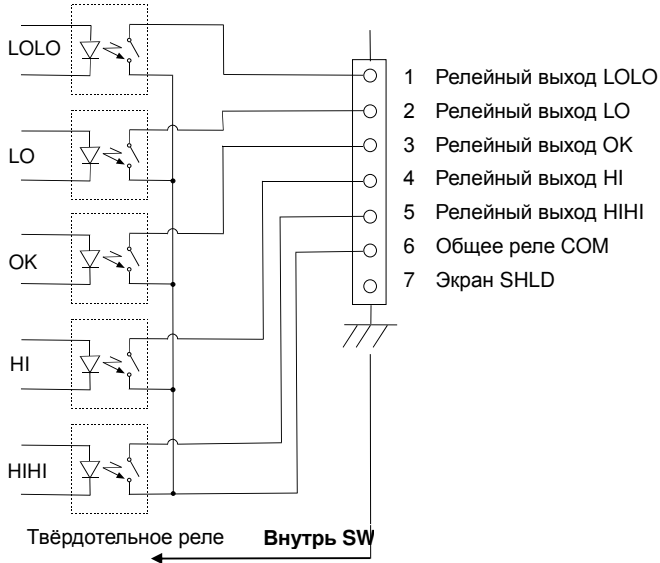 LOLO
LO
OK
HI
HIHI
1 Релейный выход LOLO
2 Релейный выход LO
3 Релейный выход OK
4 Релейный выход HI
5 Релейный выход HIHI
6 Общее реле COM
7 Экран SHLD
Твёрдотельное реле Внутрь SW